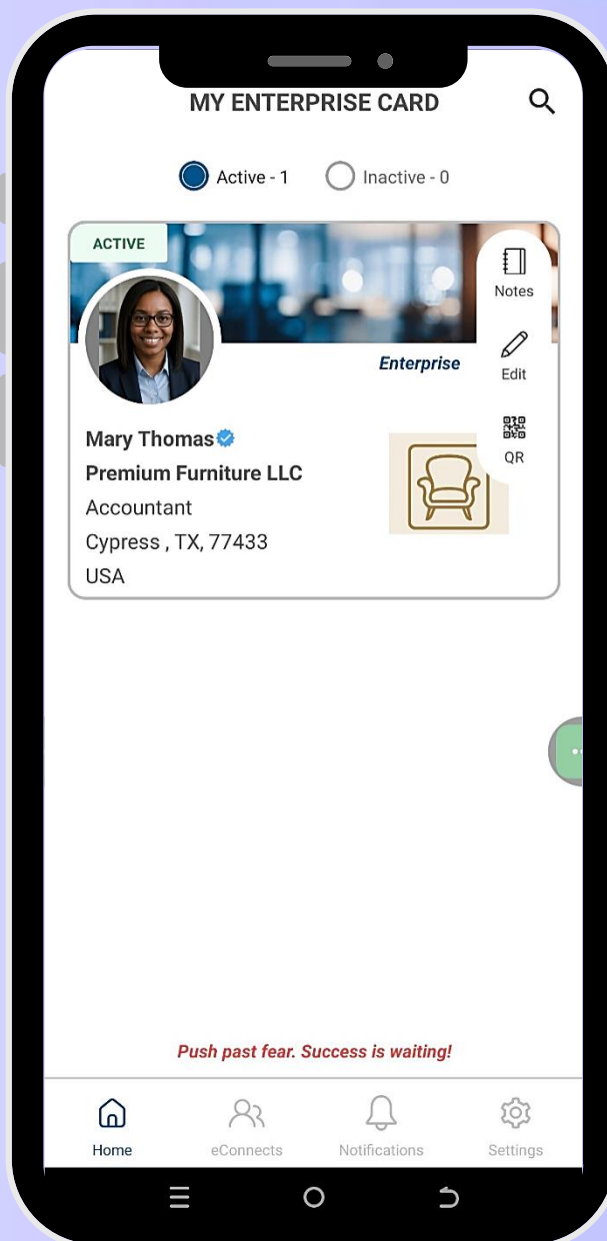 MY ENTERPRISE CARD
Active - 1
Inactive - 0
ACTIVE
Notes
Enterprise
Edit
QR
Mary Thomas
Premium Furniture LLC
Accountant
Cypress , TX, 77433
USA
Push past fear. Success is waiting!
Home
eConnects
Notifications
Settings